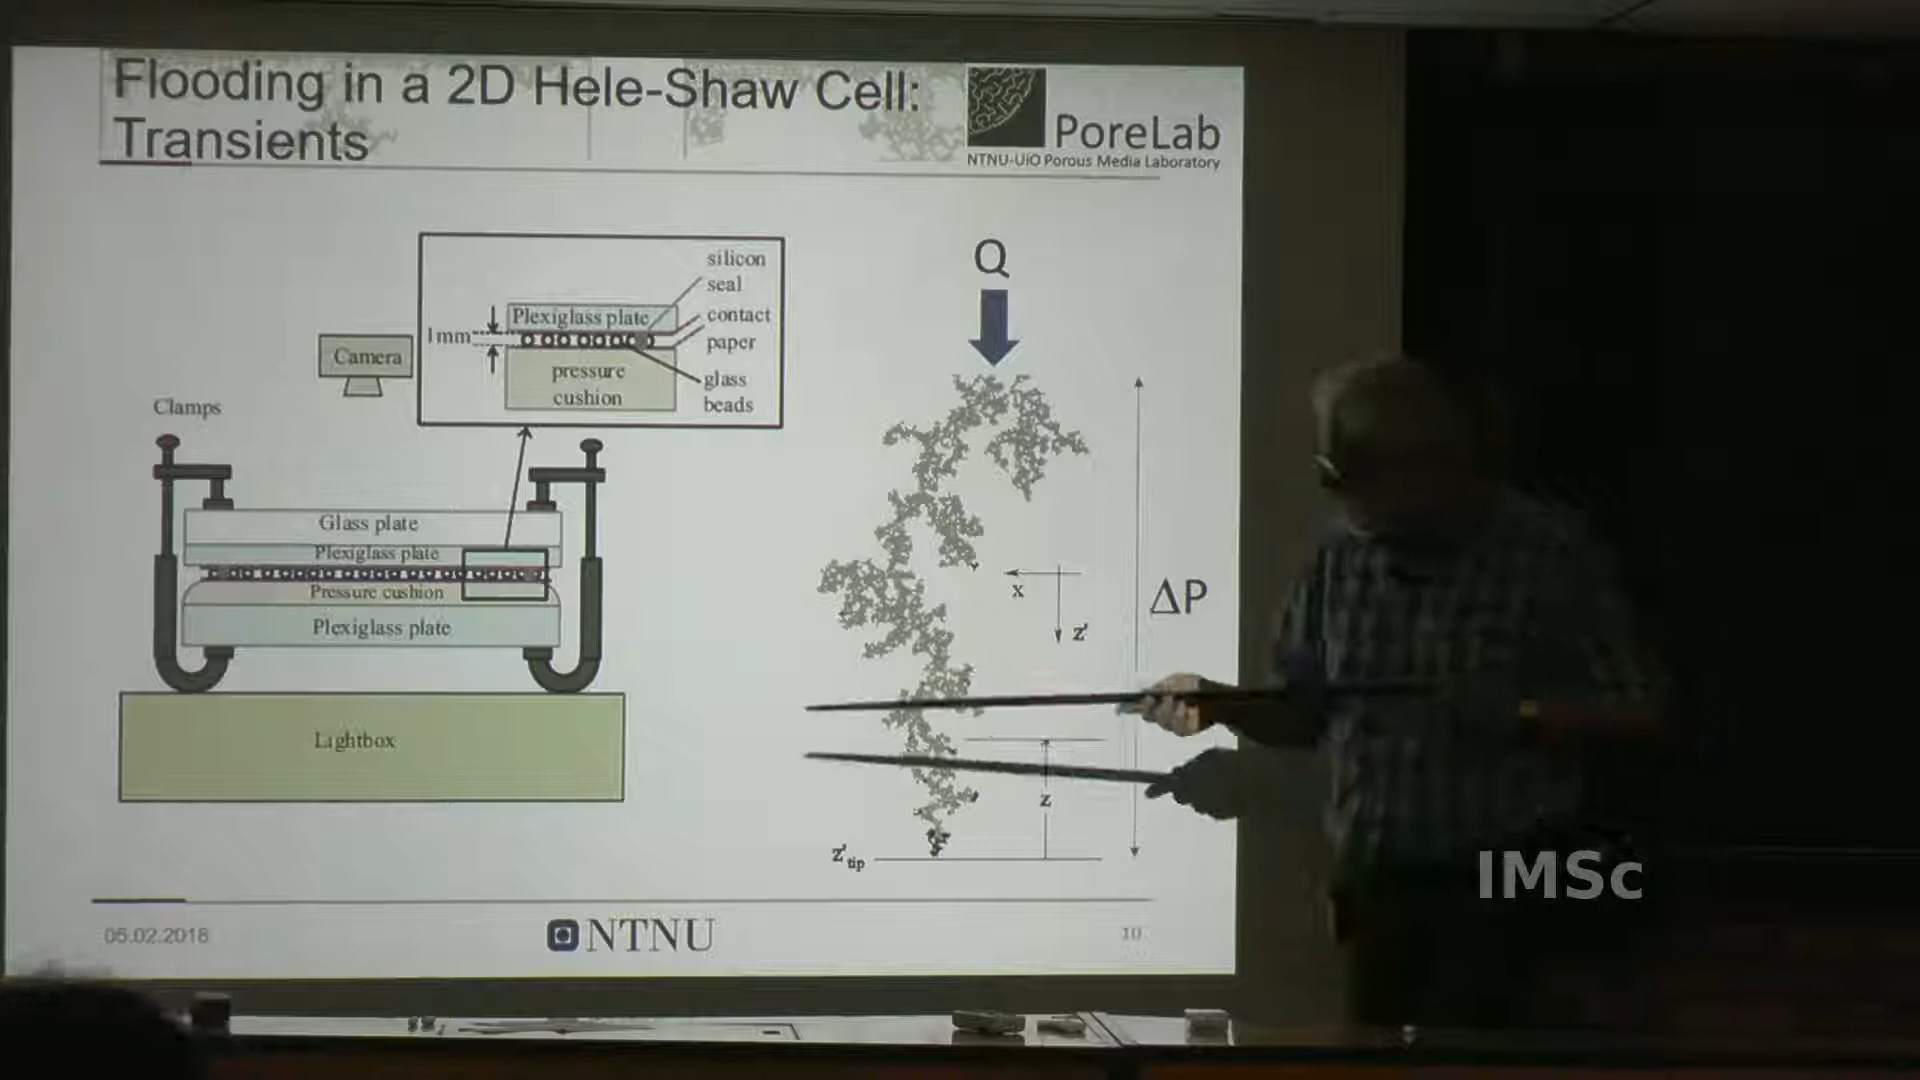 Flooding in a 2D Hele-Shaw Cell:
Transients
PoreLab
NTNU-UiO Porous Media Laboratory
silicon
seal
Plexiglass plate
contact
paper
1mm
pressure
cushion
glass
beads
Camera
Clamps
Glass plate
Plexiglass plate
Pressure cushion
Plexiglass plate
Lightbox
Q
x
z'
ΔP
z
z'tip
05.02.2018
NTNU
10
IMSc